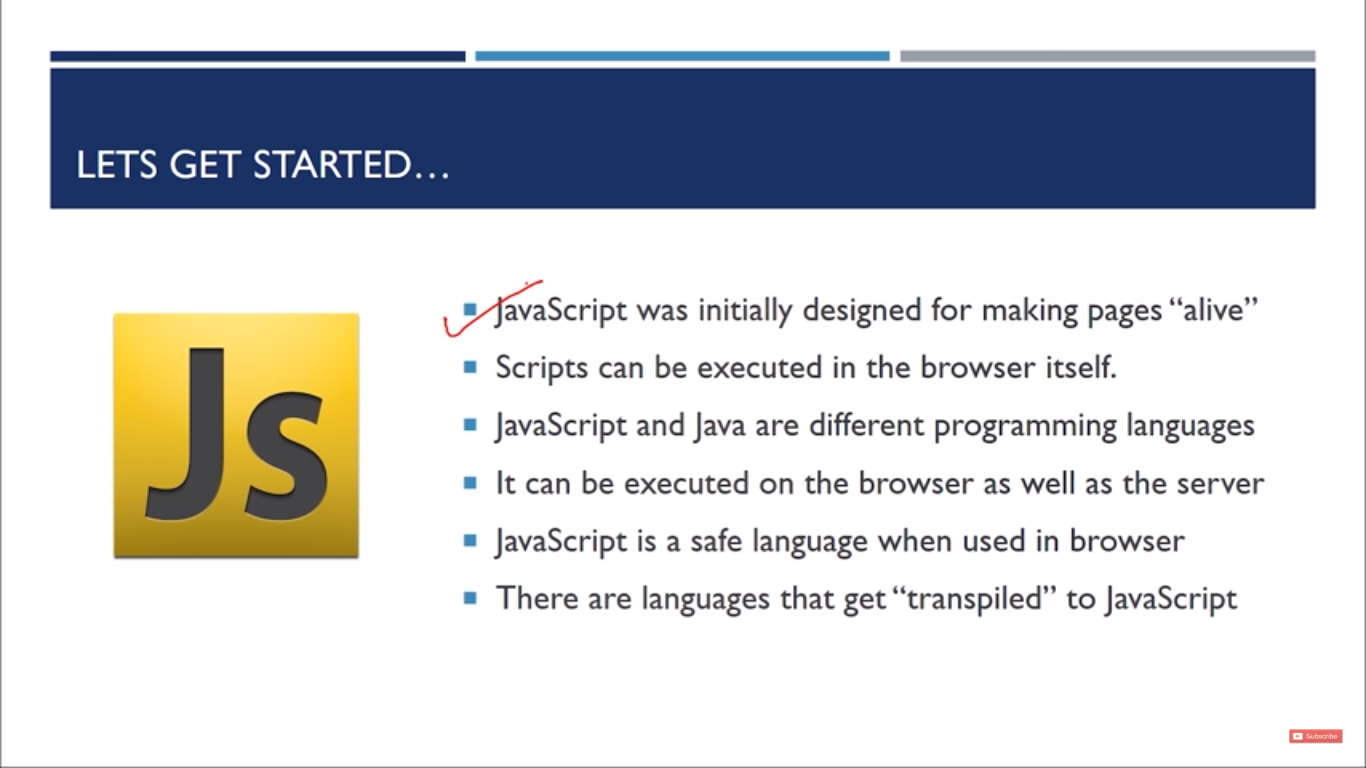 LETS GET STARTED…
Js
JavaScript was initially designed for making pages “alive”
Scripts can be executed in the browser itself.
JavaScript and Java are different programming languages
It can be executed on the browser as well as the server
JavaScript is a safe language when used in browser
There are languages that get “transpiled” to JavaScript
Subscribe